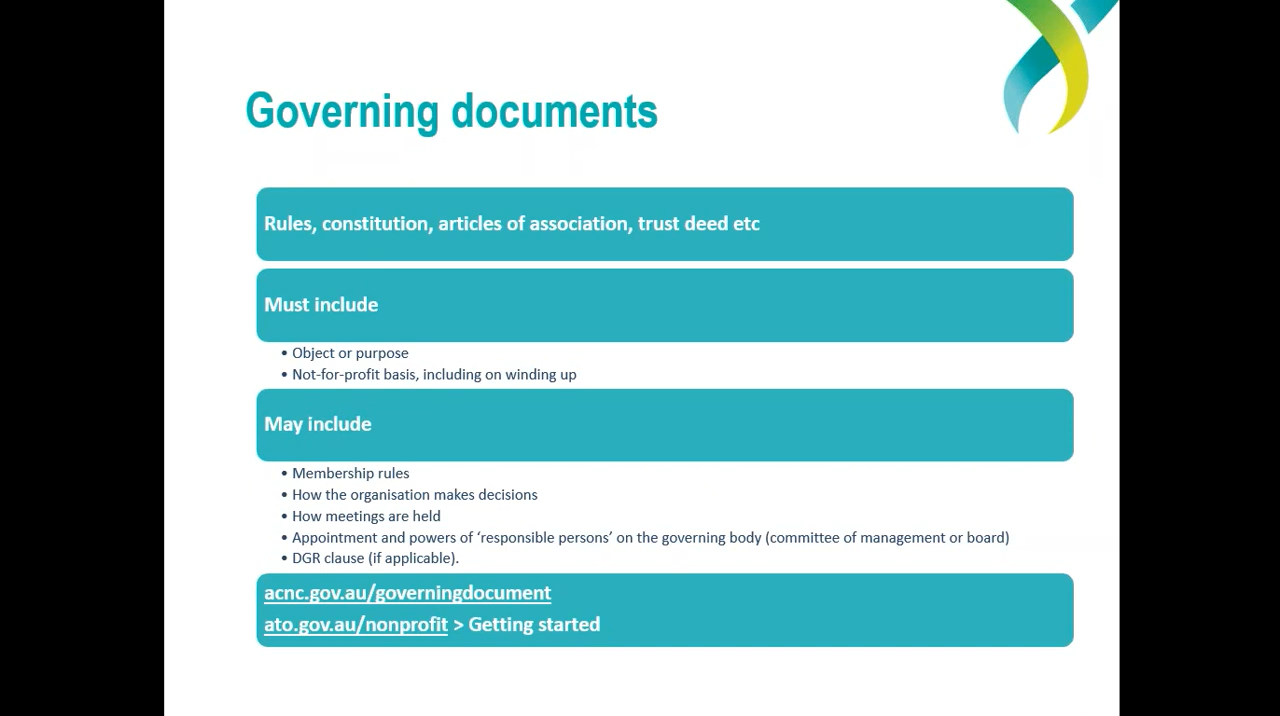 Governing documents
Rules, constitution, articles of association, trust deed etc
Must include
• Object or purpose
• Not-for-profit basis, including on winding up
May include
• Membership rules
• How the organisation makes decisions
• How meetings are held
• Appointment and powers of ‘responsible persons’ on the governing body (committee of management or board)
• DGR clause (if applicable).
acnc.gov.au/governingdocument
ato.gov.au/nonprofit > Getting started